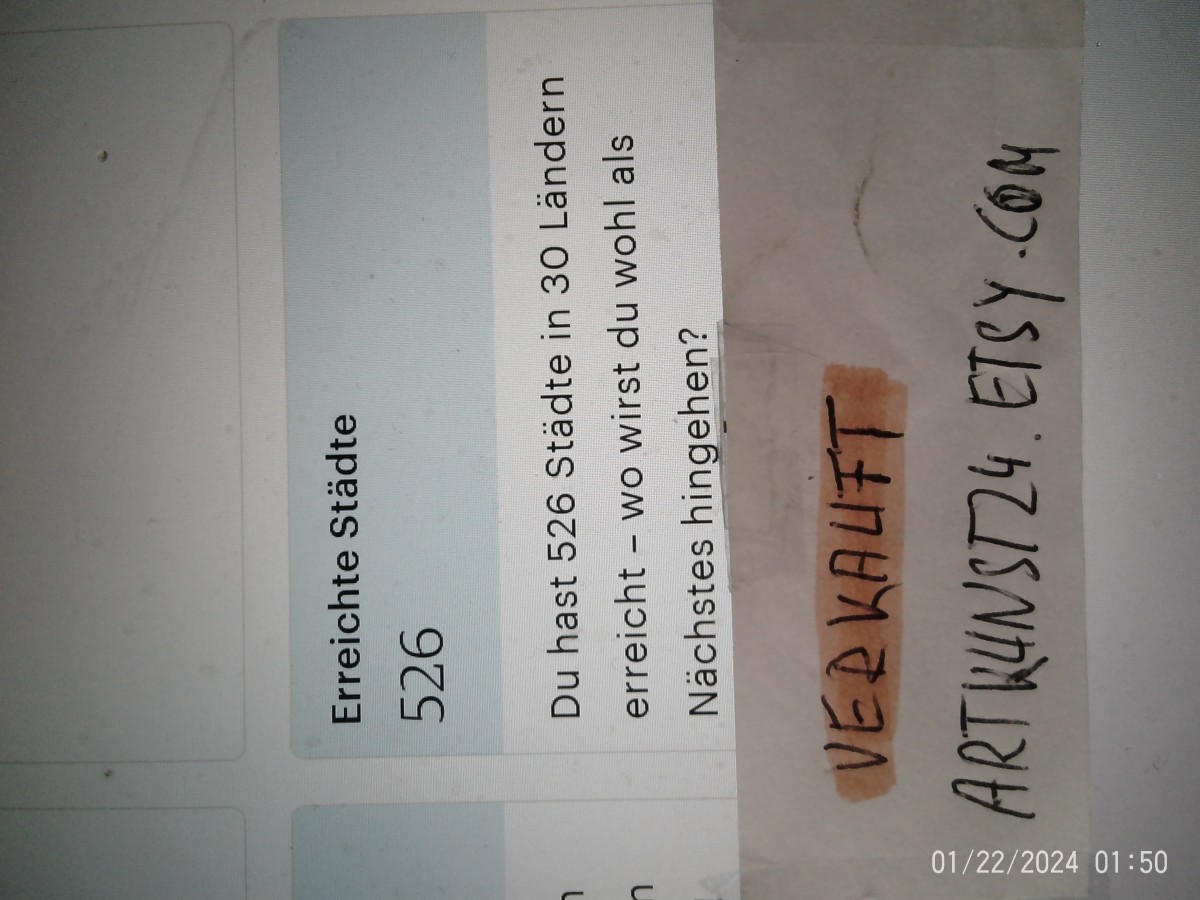 Erreichte Städte
526
Du hast 526 Städte in 30 Ländern
erreicht – wo wirst du wohl als
Nächstes hingehen?
VERKAUFT
ARTK4NST24.ETSY.COM
n
n
01/22/2024 01:50